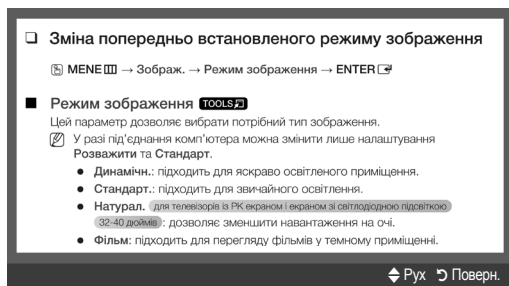 Зміна попередньо встановленого режиму зображення
MENE → Зображ. → Режим зображення → ENTER
Режим зображення TOOLS
Цей параметр дозволяє вибрати потрібний тип зображення.
У разі під'єднання комп'ютера можна змінити лише налаштування
Розважити та Стандарт.
● Динамічн.: підходить для яскраво освітленого приміщення.
● Стандарт.: підходить для звичайного освітлення.
● Натурал. для телевізорів із PK екраном і екраном зі світлодіодною підсвіткою
32-40 дюймів: дозволяє зменшити навантаження на очі.
● Фільм: підходить для перегляду фільмів у темному приміщенні.
Рух Поверн.